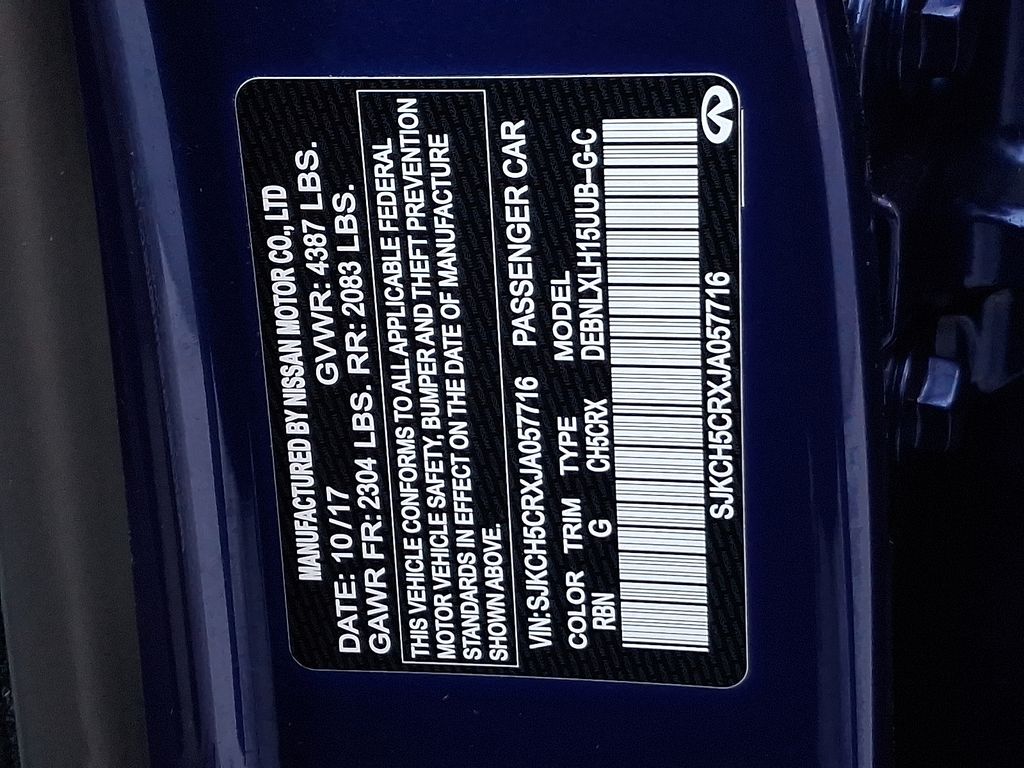 MANUFACTURED BY NISSAN MOTOR CO., LTD
DATE: 10/17 GVWR: 4387 LBS.
GAWR FR: 2304 LBS. RR: 2083 LBS.
THIS VEHICLE CONFORMS TO ALL APPLICABLE FEDERAL
MOTOR VEHICLE SAFETY, BUMPER AND THEFT PREVENTION
STANDARDS IN EFFECT ON THE DATE OF MANUFACTURE
SHOWN ABOVE.
VIN:SJKCH5CRXJA057716 PASSENGER CAR
COLOR TRIM TYPE MODEL
RBN G CH5CRX DEBNLXLH15UUB-G-C
SJKCH5CRXJA057716